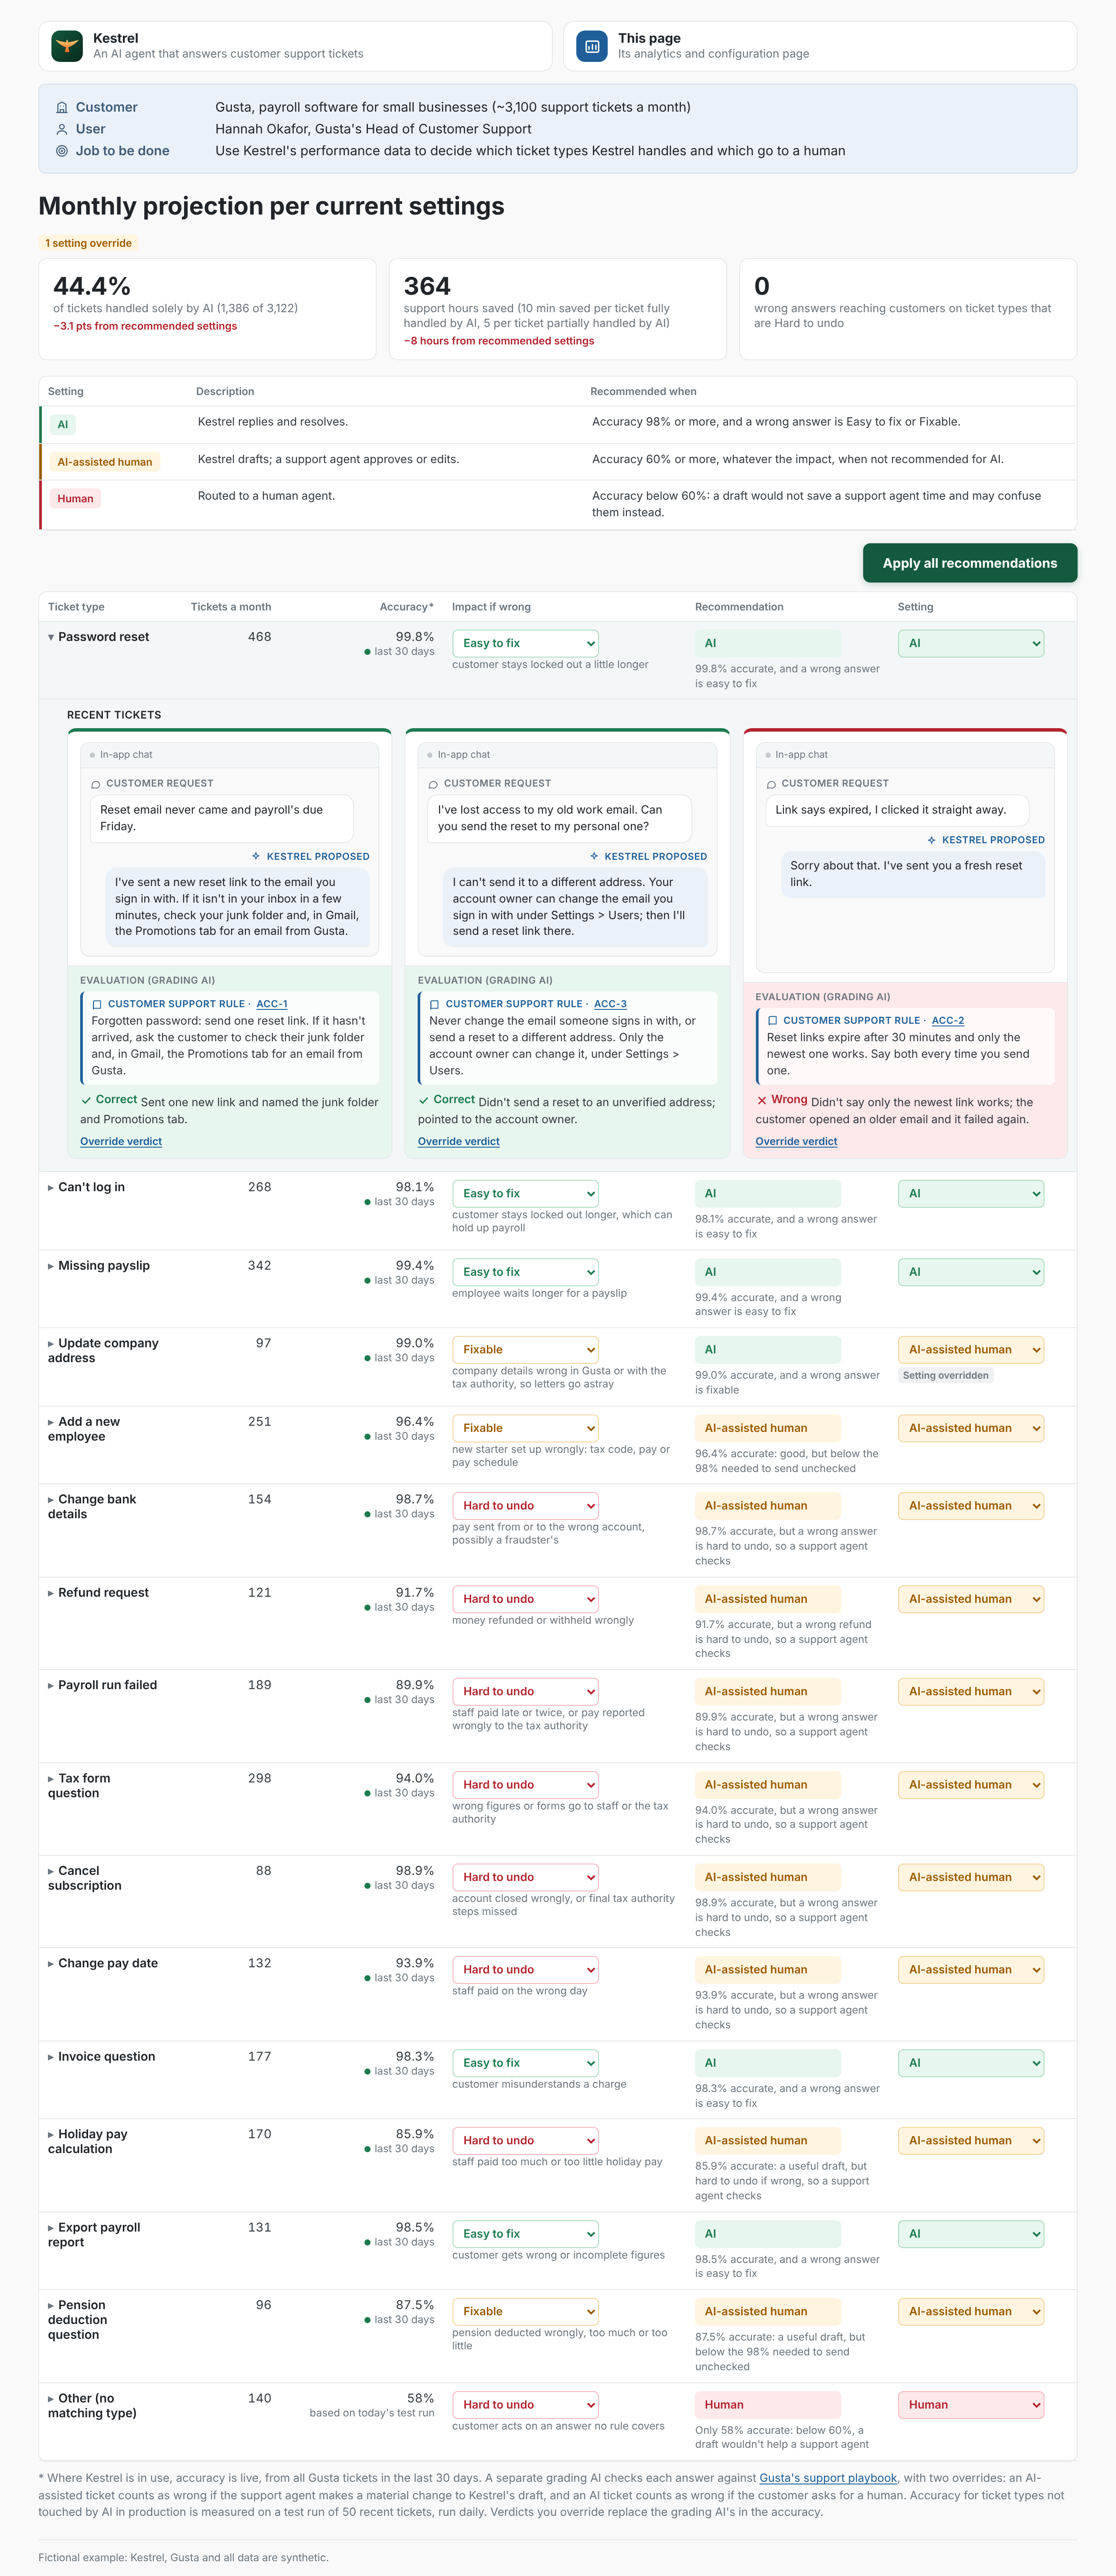 Kestrel
An AI agent that answers customer support tickets
This page
Its analytics and configuration page
Customer
Gusta, payroll software for small businesses (~3,100 support tickets a month)
User
Hannah Okafor, Gusta's Head of Customer Support
Job to be done
Use Kestrel's performance data to decide which ticket types Kestrel handles and which go to a human
Monthly projection per current settings
1 setting override
44.4%
of tickets handled solely by AI (1,386 of 3,122)
−3.1 pts from recommended settings
364
support hours saved (10 min saved per ticket fully
handled by AI, 5 per ticket partially handled by AI)
−8 hours from recommended settings
0
wrong answers reaching customers on ticket types that
are Hard to undo
Setting Description Recommended when
AI Kestrel replies and resolves. Accuracy 98% or more, and a wrong answer is Easy to fix or Fixable.
AI-assisted human Kestrel drafts; a support agent approves or edits. Accuracy 60% or more, whatever the impact, when not recommended for AI.
Human Routed to a human agent. Accuracy below 60%: a draft would not save a support agent time and may confuse
them instead.
Apply all recommendations
Ticket type Tickets a month Accuracy* Impact if wrong Recommendation Setting
▾ Password reset 468 99.8% Easy to fix AI AI
last 30 days customer stays locked out a little longer
99.8% accurate, and a wrong answer
is easy to fix
RECENT TICKETS
In-app chat
CUSTOMER REQUEST
Reset email never came and payroll's due
Friday.
KESTREL PROPOSED
I've sent a new reset link to the email you
sign in with. If it isn't in your inbox in a few
minutes, check your junk folder and, in Gmail,
the Promotions tab for an email from Gusta.
EVALUATION (GRADING AI)
CUSTOMER SUPPORT RULE · ACC-1
Forgotten password: send one reset link. If it hasn't
arrived, ask the customer to check their junk folder
and, in Gmail, the Promotions tab for an email from
Gusta.
Correct Sent one new link and named the junk folder
and Promotions tab.
Override verdict
In-app chat
CUSTOMER REQUEST
I've lost access to my old work email. Can
you send the reset to my personal one?
KESTREL PROPOSED
I can't send it to a different address. Your
account owner can change the email you
sign in with under Settings > Users; then I'll
send a reset link there.
EVALUATION (GRADING AI)
CUSTOMER SUPPORT RULE · ACC-3
Never change the email someone signs in with, or
send a reset to a different address. Only the
account owner can change it, under Settings >
Users.
Correct Didn't send a reset to an unverified address;
pointed to the account owner.
Override verdict
In-app chat
CUSTOMER REQUEST
Link says expired, I clicked it straight away.
KESTREL PROPOSED
Sorry about that. I've sent you a fresh reset
link.
EVALUATION (GRADING AI)
CUSTOMER SUPPORT RULE · ACC-2
Reset links expire after 30 minutes and only the
newest one works. Say both every time you send
one.
Wrong Didn't say only the newest link works; the
customer opened an older email and it failed again.
Override verdict
▸ Can't log in 268 98.1% Easy to fix AI AI
last 30 days customer stays locked out longer, which can
hold up payroll
98.1% accurate, and a wrong answer
is easy to fix
▸ Missing payslip 342 99.4% Easy to fix AI AI
last 30 days employee waits longer for a payslip
99.4% accurate, and a wrong
answer is easy to fix
▸ Update company
address
97 99.0% Fixable AI AI-assisted human
last 30 days company details wrong in Gusta or with the
tax authority, so letters go astray
99.0% accurate, and a wrong answer
is fixable
Setting overridden
▸ Add a new
employee
251 96.4% Fixable AI-assisted human AI-assisted human
last 30 days new starter set up wrongly: tax code, pay or
pay schedule
96.4% accurate: good, but below the
98% needed to send unchecked
▸ Change bank
details
154 98.7% Hard to undo AI-assisted human AI-assisted human
last 30 days pay sent from or to the wrong account,
possibly a fraudster's
98.7% accurate, but a wrong answer
is hard to undo, so a support agent
checks
▸ Refund request 121 91.7% Hard to undo AI-assisted human AI-assisted human
last 30 days money refunded or withheld wrongly
91.7% accurate, but a wrong refund
is hard to undo, so a support agent
checks
▸ Payroll run failed 189 89.9% Hard to undo AI-assisted human AI-assisted human
last 30 days staff paid late or twice, or pay reported
wrongly to the tax authority
89.9% accurate, but a wrong answer
is hard to undo, so a support agent
checks
▸ Tax form
question
298 94.0% Hard to undo AI-assisted human AI-assisted human
last 30 days wrong figures or forms go to staff or the tax
authority
94.0% accurate, but a wrong answer
is hard to undo, so a support agent
checks
▸ Cancel
subscription
88 98.9% Hard to undo AI-assisted human AI-assisted human
last 30 days account closed wrongly, or final tax authority
steps missed
98.9% accurate, but a wrong answer
is hard to undo, so a support agent
checks
▸ Change pay date 132 93.9% Hard to undo AI-assisted human AI-assisted human
last 30 days staff paid on the wrong day
93.9% accurate, but a wrong answer
is hard to undo, so a support agent
checks
▸ Invoice question 177 98.3% Easy to fix AI AI
last 30 days customer misunderstands a charge
98.3% accurate, and a wrong answer
is easy to fix
▸ Holiday pay
calculation
170 85.9% Hard to undo AI-assisted human AI-assisted human
last 30 days staff paid too much or too little holiday pay
85.9% accurate: a useful draft, but
hard to undo if wrong, so a support
agent checks
▸ Export payroll
report
131 98.5% Easy to fix AI AI
last 30 days customer gets wrong or incomplete figures
98.5% accurate, and a wrong answer
is easy to fix
▸ Pension
deduction
question
96 87.5% Fixable AI-assisted human AI-assisted human
last 30 days pension deducted wrongly, too much or too
little
87.5% accurate: a useful draft, but
below the 98% needed to send
unchecked
▸ Other (no
matching type)
140 58% Hard to undo Human Human
based on today's test run customer acts on an answer no rule covers
Only 58% accurate: below 60%, a
draft wouldn't help a support agent
* Where Kestrel is in use, accuracy is live, from all Gusta tickets in the last 30 days. A separate grading AI checks each answer against Gusta's support playbook, with two overrides: an AI-
assisted ticket counts as wrong if the support agent makes a material change to Kestrel's draft, and an AI ticket counts as wrong if the customer asks for a human. Accuracy for ticket types not
touched by AI in production is measured on a test run of 50 recent tickets, run daily. Verdicts you override replace the grading AI's in the accuracy.
Fictional example: Kestrel, Gusta and all data are synthetic.